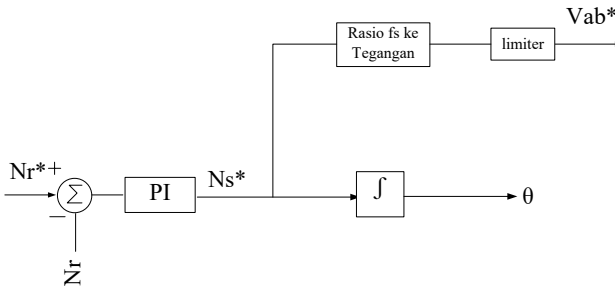 Vab*
Rasio fs ke
Tegangan
limiter
Nr*+
Σ
PI
Ns*
∫
θ
−
Nr